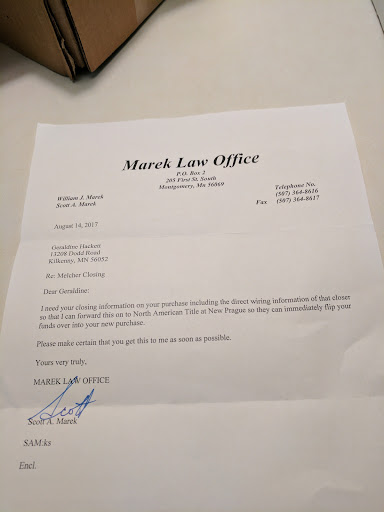 Marek Law Office
P.O. Box 2
205 First St. South
Montgomery, Mn 56069
William J. Marek
Scott A. Marek
Telephone No.
(507) 364-8616
Fax (507) 364-8617
August 14, 2017
Geraldine Hackett
13208 Dodd Road
Kilkenny, MN 56052
Re: Melcher Closing
Dear Geraldine:
I need your closing information on your purchase including the direct wiring information of that closer
so that I can forward this on to North American Title at New Prague so they can immediately flip your
funds over into your new purchase.
Please make certain that you get this to me as soon as possible.
Yours very truly,
MAREK LAW OFFICE
Scott
Scott A. Marek
SAM:ks
Encl.